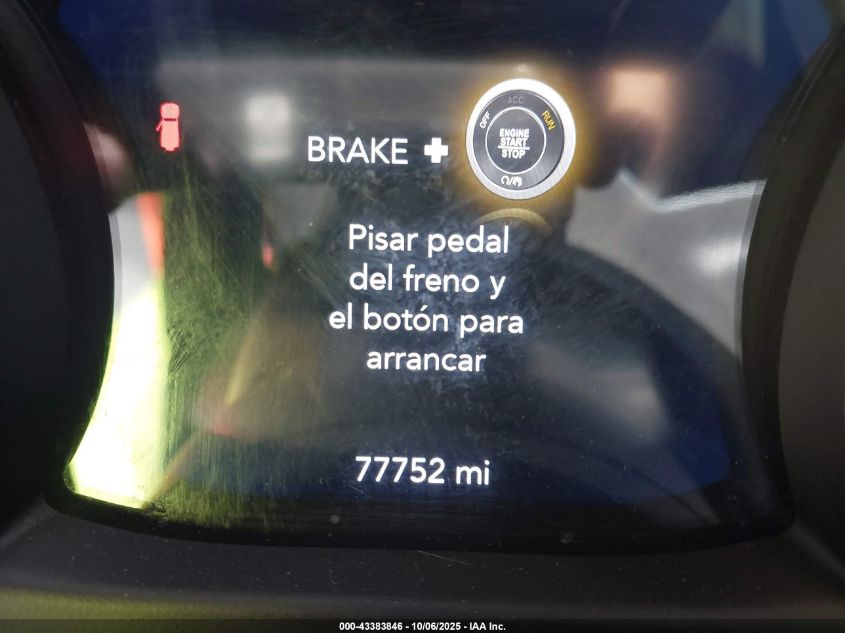 ACC
OFF
RUN
ENGINE
START
STOP
BRAKE +
Pisar pedal
del freno y
el botón para
arrancar
77752 mi
000-43383846 - 10/06/2025 - IAA Inc.